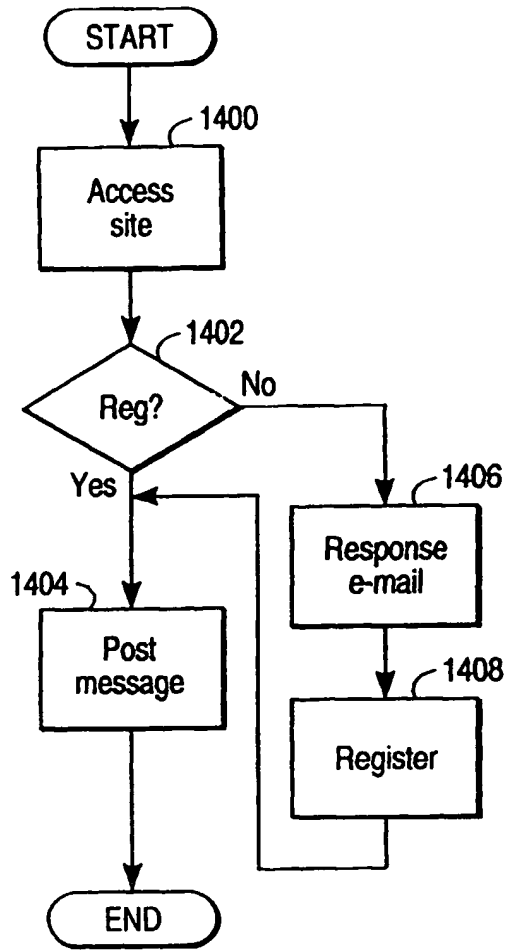 START
1400
Access
site
1402
Reg?
No
Yes
1406
Response
e-mail
1404
Post
message
1408
Register
END